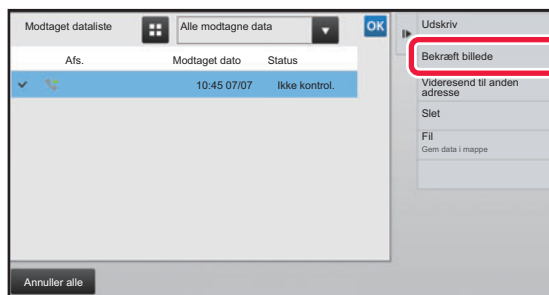 Modtaget dataliste
Alle modtagne data
OK
Afs. Modtaget dato Status
10:45 07/07 Ikke kontrol.
Annuller alle
Udskriv
Bekræft billede
Videresend til anden
adresse
Slet
Fil
Gem data i mappe